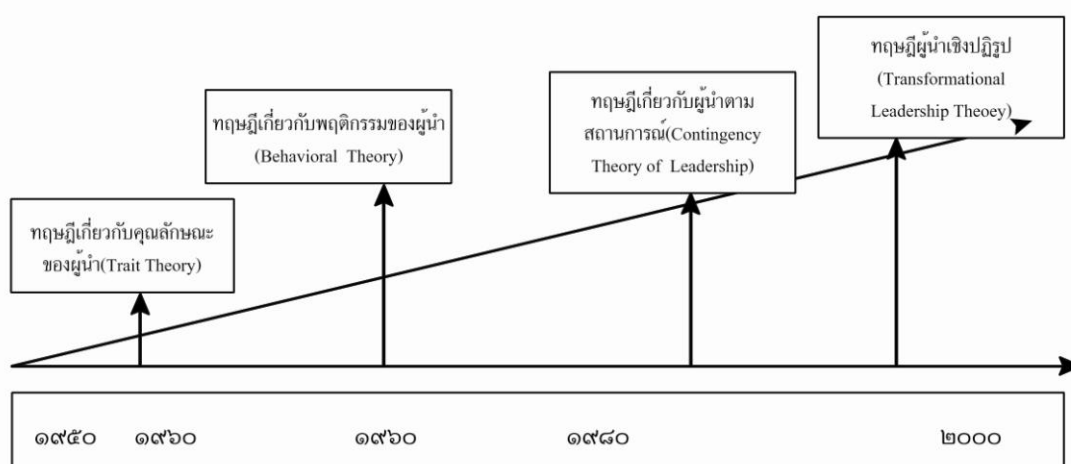 ทฤษฎีผู้นำเชิงปฏิรูป
(Transformational
Leadership Theoey)
ทฤษฎีเกี่ยวกับผู้นำตาม
สถานการณ์(Contingency
Theory of Leadership)
ทฤษฎีเกี่ยวกับพฤติกรรมของผู้นำ
(Behavioral Theory)
ทฤษฎีเกี่ยวกับคุณลักษณะ
ของผู้นำ(Trait Theory)
๑๙๕๐ ๑๙๖๐ ๑๙๖๐ ๑๙๘๐ ๒๐๐๐